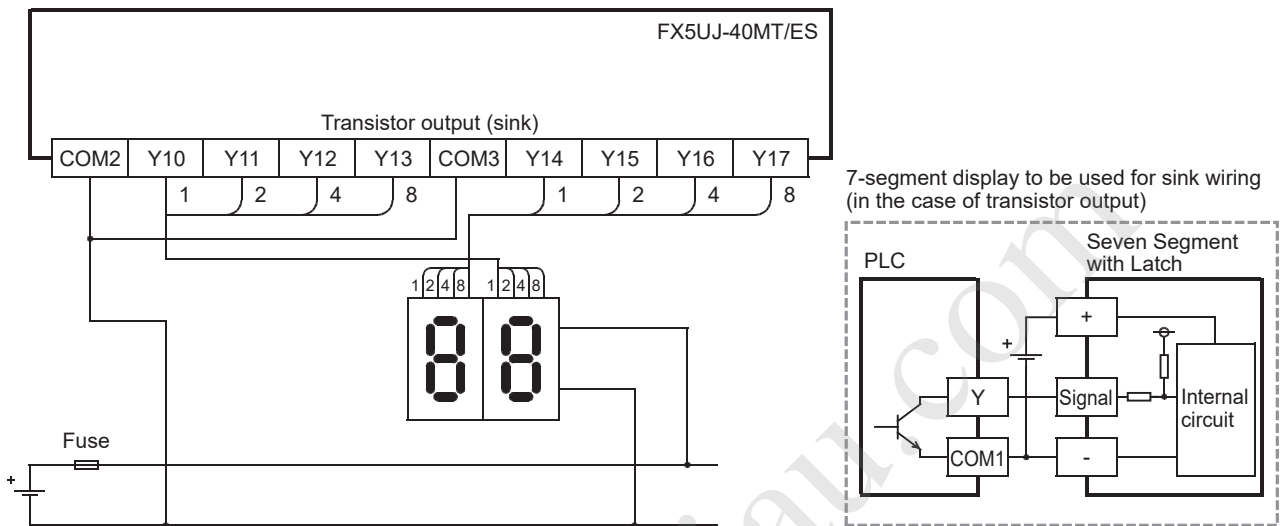 FX5UJ-40MT/ES
Transistor output (sink)
COM2 Y10 Y11 Y12 Y13 COM3 Y14 Y15 Y16 Y17
1 2 4 8 1 2 4 8
1 2 4 8 1 2 4 8
88
Fuse
+
7-segment display to be used for sink wiring
(in the case of transistor output)
PLC
Seven Segment
with Latch
+
+
Y
Signal
Internal
circuit
COM1
-